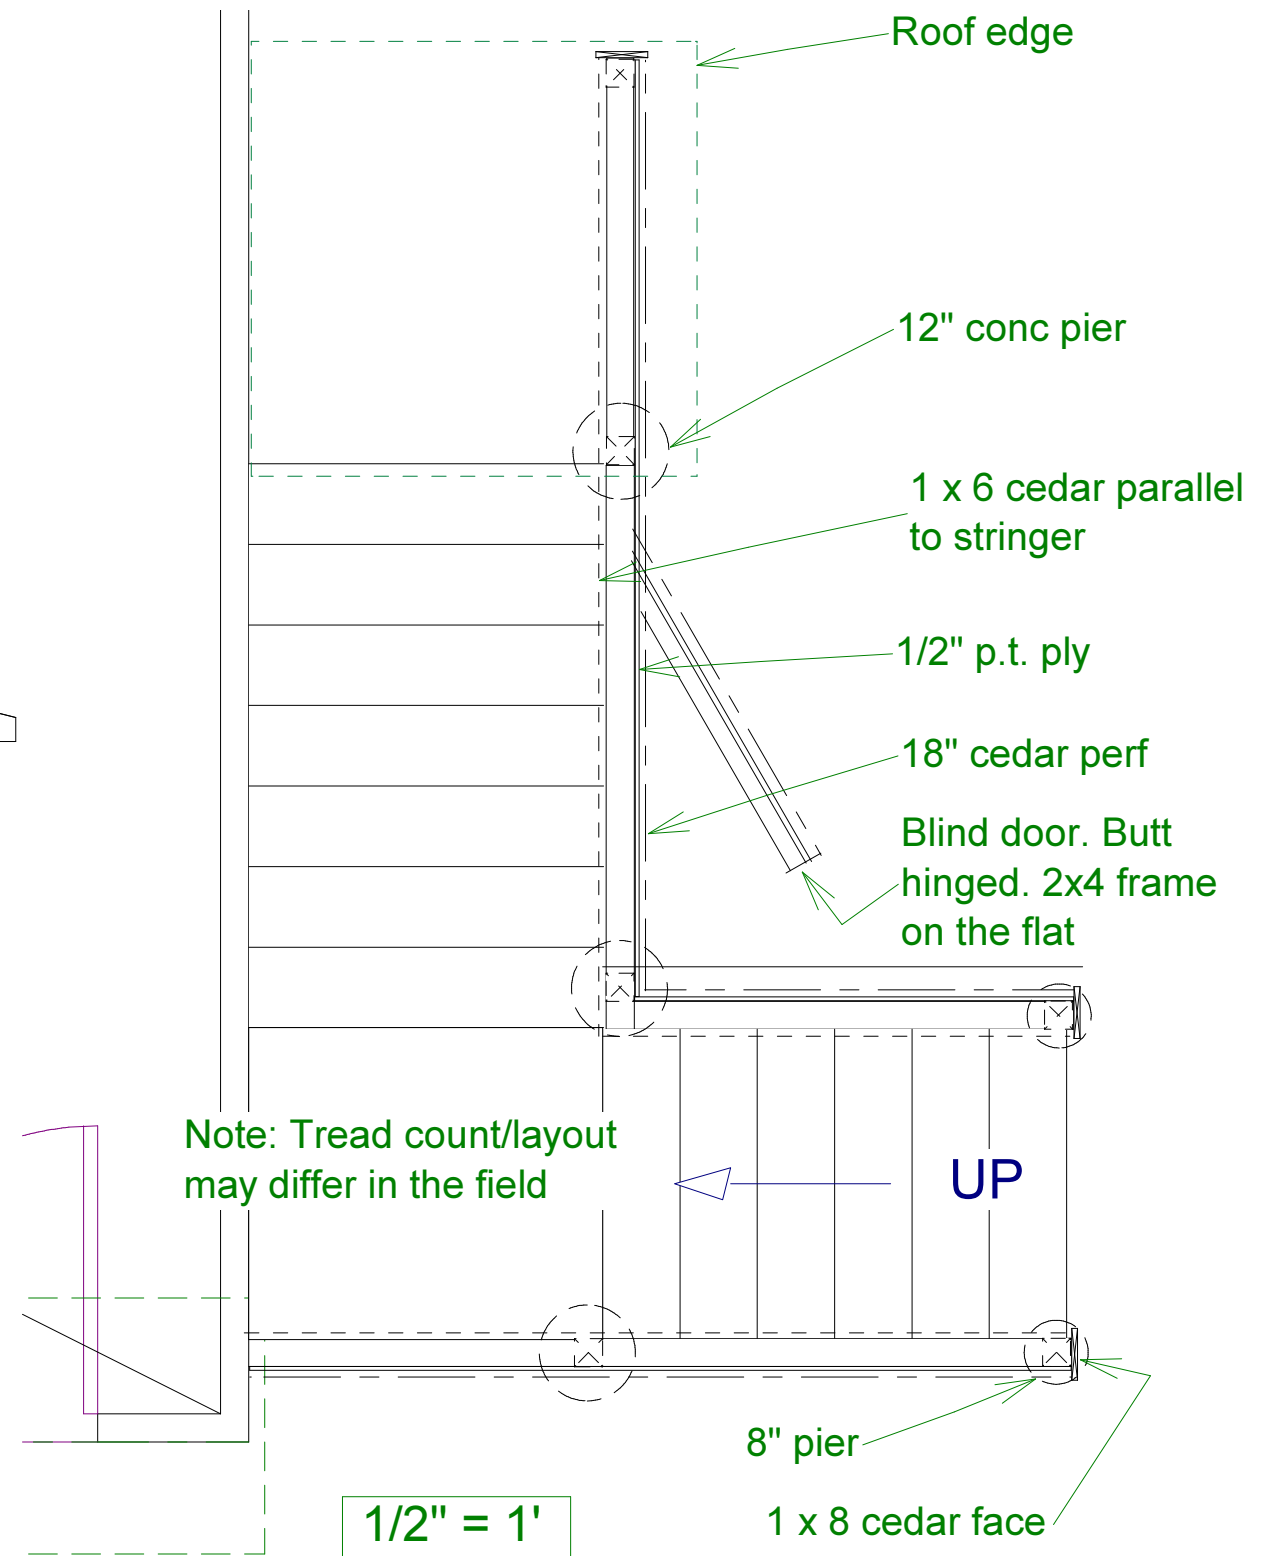 Roof edge
12" conc pier
1 x 6 cedar parallel
to stringer
1/2" p.t. ply
18" cedar perf
Blind door. Butt
hinged. 2x4 frame
on the flat
Note: Tread count/layout
may differ in the field
UP
8" pier
1 x 8 cedar face
1/2" = 1'